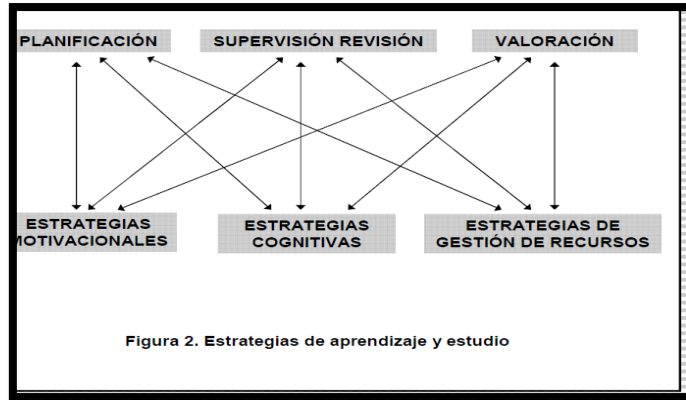 PLANIFICACIÓN
SUPERVISIÓN REVISIÓN
VALORACIÓN
ESTRATEGIAS
MOTIVACIONALES
ESTRATEGIAS
COGNITIVAS
ESTRATEGIAS DE
GESTIÓN DE RECURSOS
Figura 2. Estrategias de aprendizaje y estudio